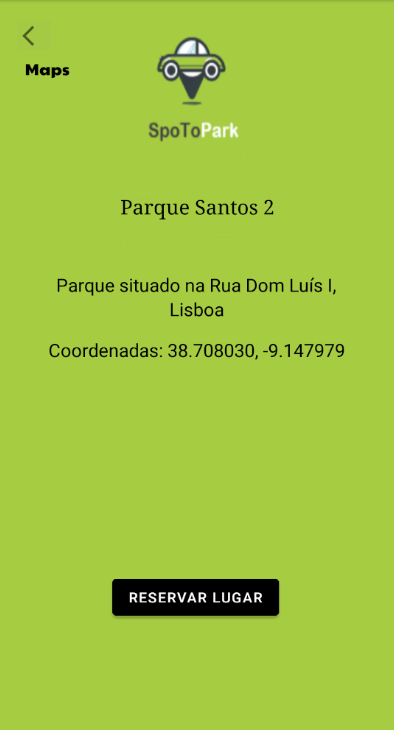 Maps
SpoToPark
Parque Santos 2
Parque situado na Rua Dom Luís I,
Lisboa
Coordenadas: 38.708030, -9.147979
RESERVAR LUGAR